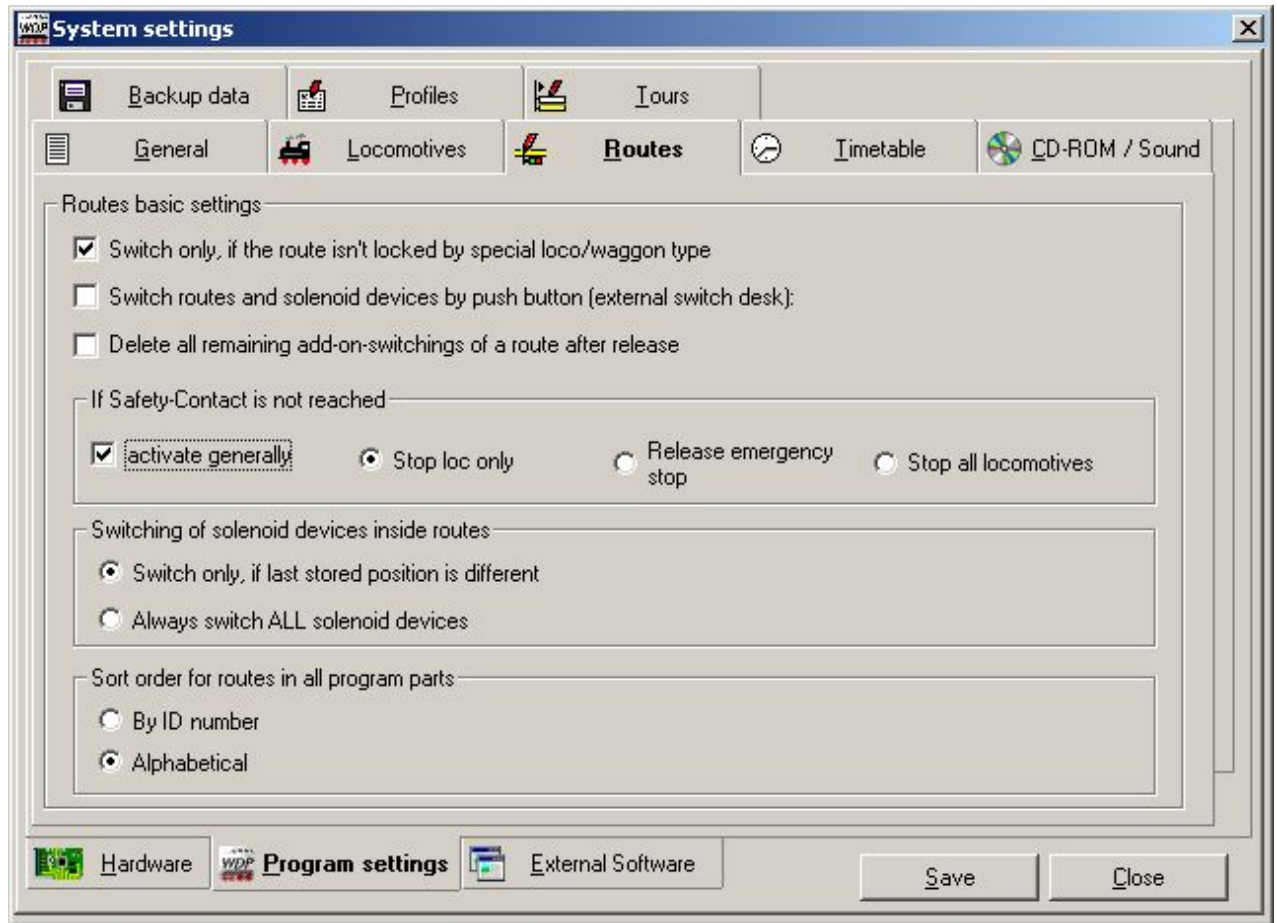 WDP System settings
Backup data Profiles Tours
General Locomotives Routes Timetable CD-ROM / Sound
Routes basic settings
Switch only, if the route isn't locked by special loco/waggon type
Switch routes and solenoid devices by push button (external switch desk):
Delete all remaining add-on-switchings of a route after release
If Safety-Contact is not reached
activate generally Stop loc only Release emergency stop Stop all locomotives
Switching of solenoid devices inside routes
Switch only, if last stored position is different
Always switch ALL solenoid devices
Sort order for routes in all program parts
By ID number
Alphabetical
Hardware WDP Program settings External Software Save Close